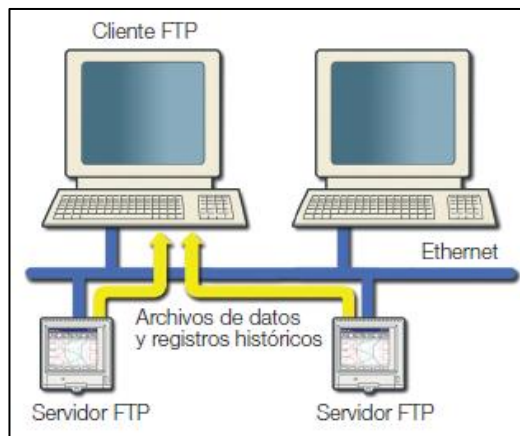 Cliente FTP
Ethernet
Archivos de datos
y registros históricos
Servidor FTP
Servidor FTP